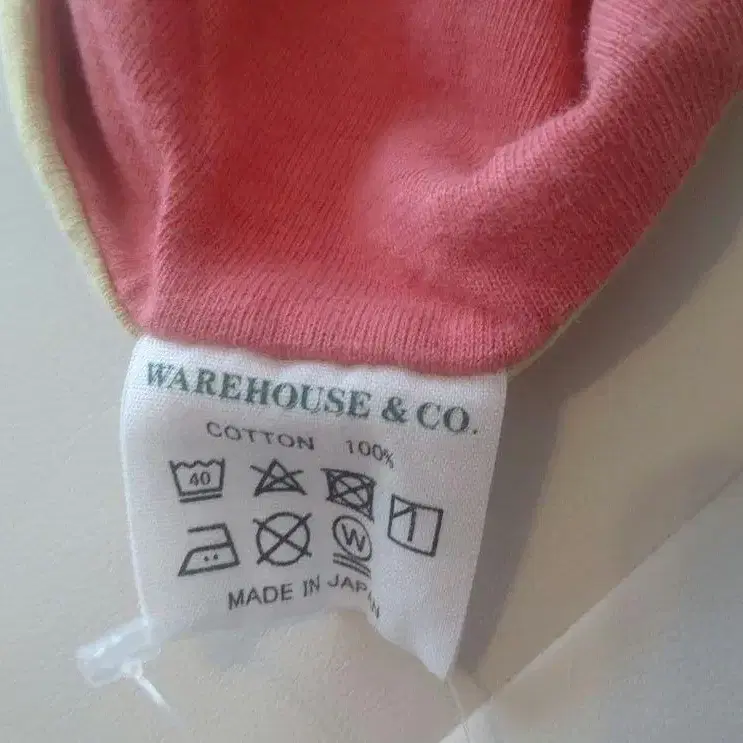 WAREHOUSE & CO.
COTTON 100%
40
W
MADE IN JAPAN